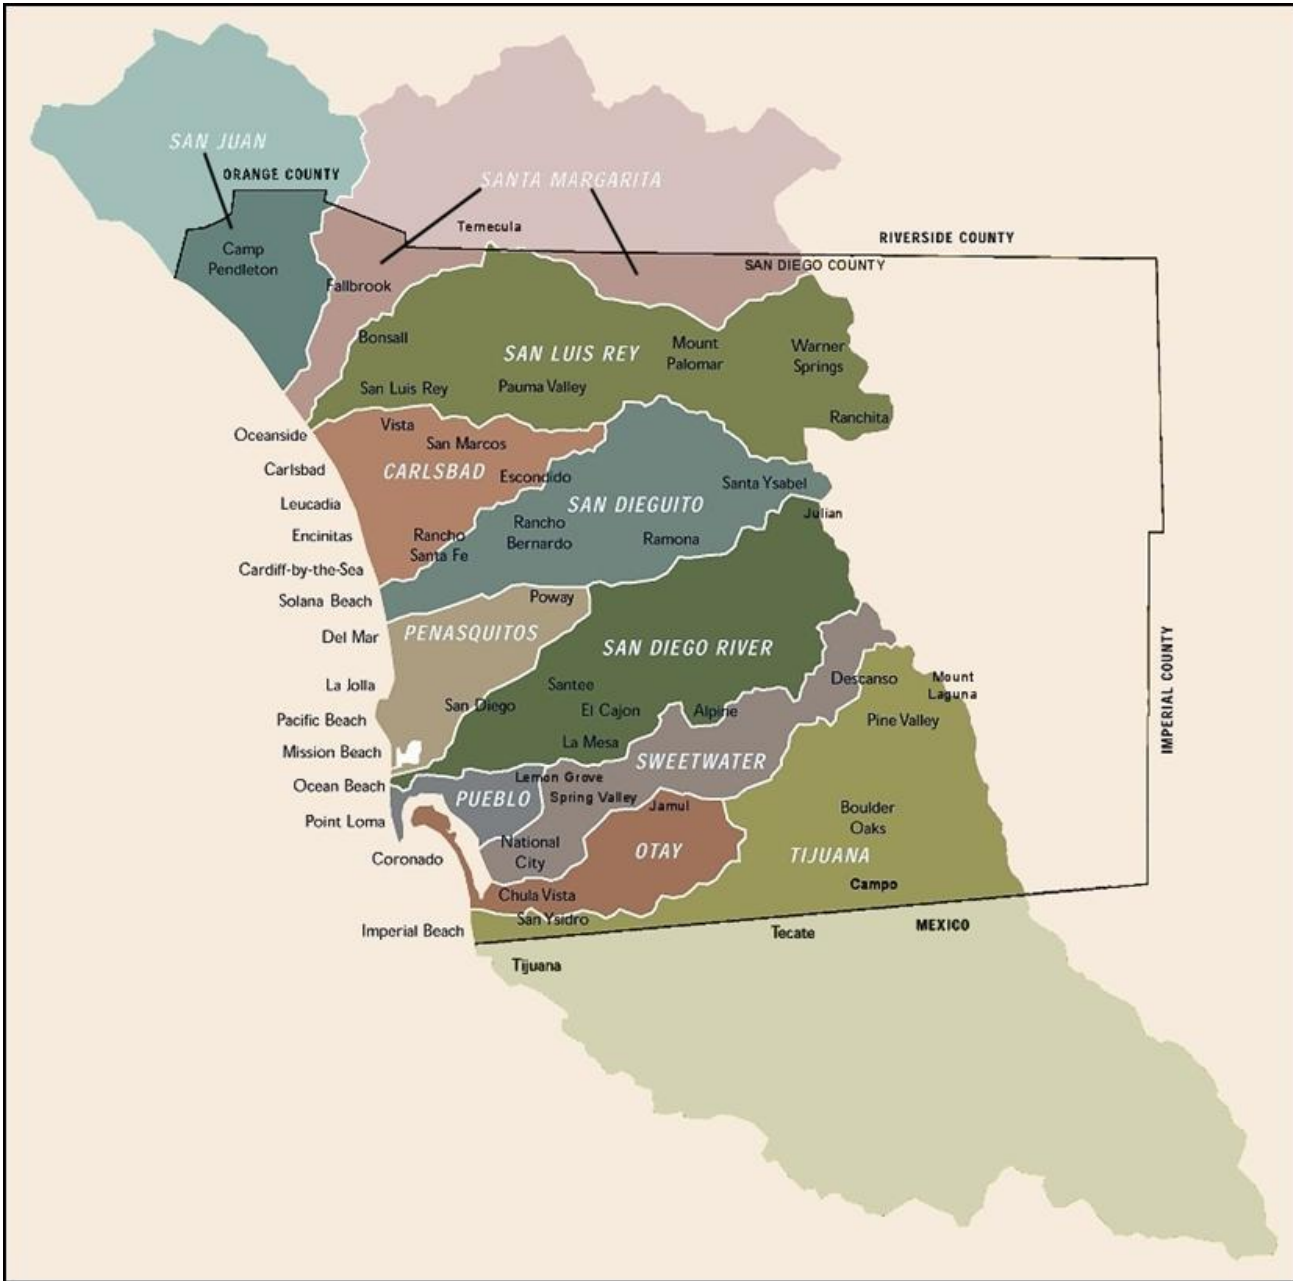 SAN JUAN
ORANGE COUNTY
SANTA MARGARITA
Temecula
RIVERSIDE COUNTY
SAN DIEGO COUNTY
Camp
Pendleton
Fallbrook
Bonsall
SAN LUIS REY
Mount
Palomar
Warner
Springs
San Luis Rey
Pauma Valley
Ranchita
Oceanside
Vista
San Marcos
Carlsbad
CARLSBAD
Escondido
Santa Ysabel
Leucadia
SAN DIEGUITO
Julian
Encinitas
Rancho
Santa Fe
Rancho
Bernardo
Ramona
Cardiff-by-the-Sea
Solana Beach
Poway
Del Mar
PENASQUITOS
SAN DIEGO RIVER
IMPERIAL COUNTY
La Jolla
Santee
Descanso
Mount
Laguna
San Diego
El Cajon
Alpine
Pine Valley
Pacific Beach
La Mesa
Mission Beach
SWEETWATER
Ocean Beach
Lemon Grove
Spring Valley
PUEBLO
Jamul
Boulder
Oaks
Point Loma
National
City
OTAY
TIJUANA
Coronado
Campo
Chula Vista
San Ysidro
Imperial Beach
Tecate
MEXICO
Tijuana